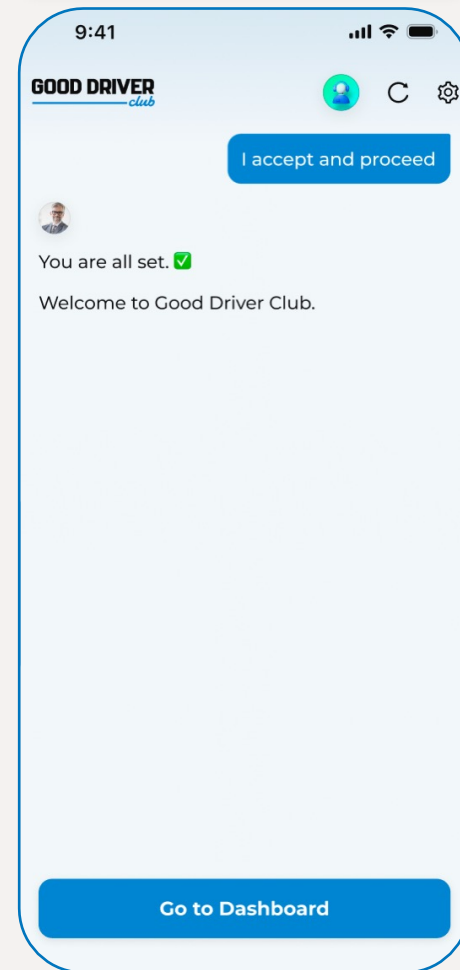 9:41
GOOD DRIVER
club
I accept and proceed
You are all set. ✅
Welcome to Good Driver Club.
Go to Dashboard